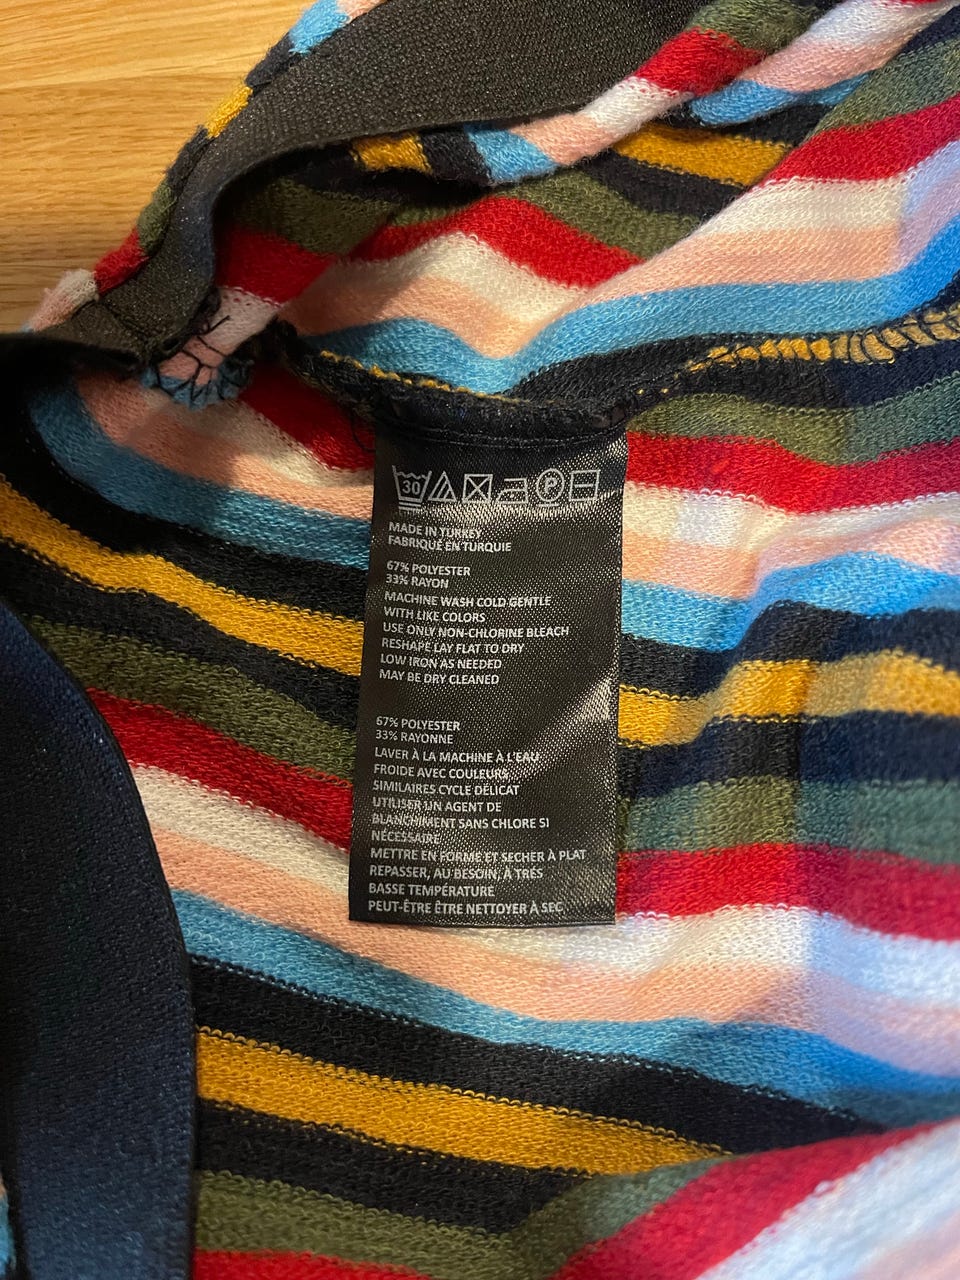 30 P
MADE IN TURKEY
FABRIQUÉ EN TURQUIE
67% POLYESTER
33% RAYON
MACHINE WASH COLD GENTLE
WITH LIKE COLORS
USE ONLY NON-CHLORINE BLEACH
RESHAPE LAY FLAT TO DRY
LOW IRON AS NEEDED
MAY BE DRY CLEANED
67% POLYESTER
33% RAYONNE
LAVER À LA MACHINE À L'EAU
FROIDE AVEC COULEURS
SIMILAIRES CYCLE DÉLICAT
UTILISER UN AGENT DE
BLANCHIMENT SANS CHLORE SI
NÉCESSAIRE
METTRE EN FORME ET SECHER À PLAT
REPASSER, AU BESOIN, À TRÉS
BASSE TEMPÉRATURE
PEUT-ÊTRE ÊTRE NETTOYER À SEC